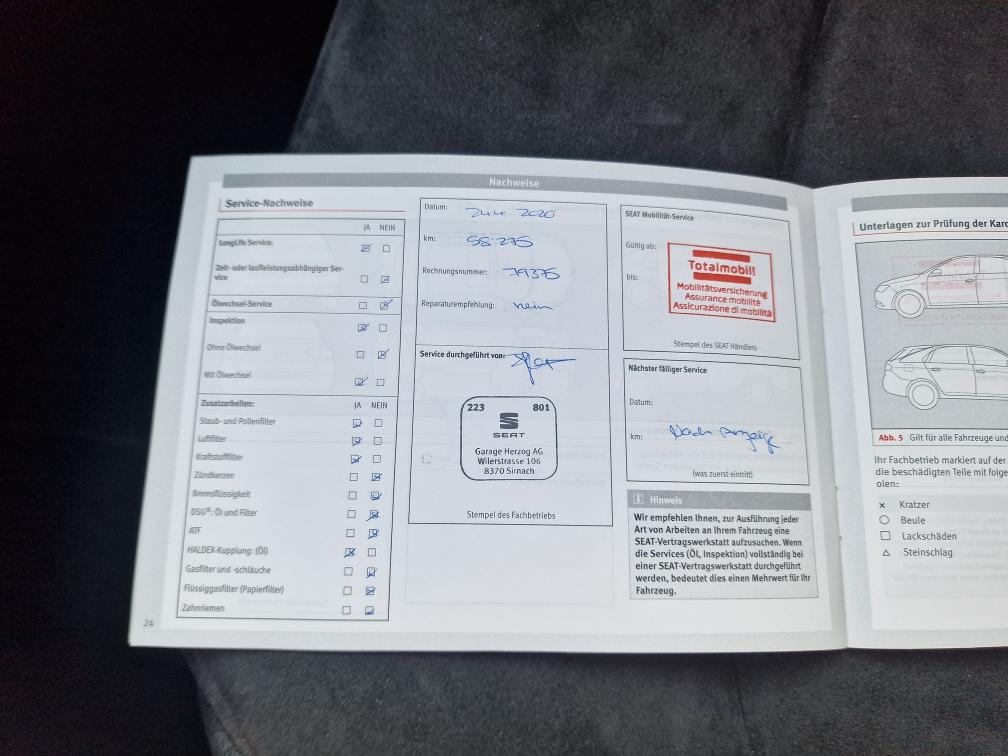 Nachweise
Service-Nachweise
JA NEIN
LongLife Service:
Zeit- oder laufleistungsabhängiger Ser-
vice
Ölwechsel-Service
Inspektion
Ohne Ölwechsel
Mit Ölwechsel
Zusatzarbeiten: JA NEIN
Staub- und Pollenfilter
Luftfilter
Kraftstofffilter
Zündkerzen
Bremsflüssigkeit
DSG®: Öl und Filter
ATF
HALDEX-Kupplung: (Öl)
Gasfilter und -schläuche
Flüssiggasfilter (Papierfilter)
Zahnriemen
24
Datum: 2020
km: 275
Rechnungsnummer: 79375
Reparaturempfehlung: nein
Service durchgeführt von:
223 801
SEAT
Garage Herzog AG
Wilerstrasse 106
8370 Sirnach
Stempel des Fachbetriebs
SEAT Mobilität-Service
Gültig ab:
bis:
Totalmobil!
Mobilitätsversicherung
Assurance mobilité
Assicurazione di mobilità
Stempel des SEAT Händlers
Nächster fälliger Service
Datum:
km: Nach Anzeige
(was zuerst eintritt)
Hinweis
Wir empfehlen Ihnen, zur Ausführung jeder
Art von Arbeiten an Ihrem Fahrzeug eine
SEAT-Vertragswerkstatt aufzusuchen. Wenn
die Services (Öl, Inspektion) vollständig bei
einer SEAT-Vertragswerkstatt durchgeführt
werden, bedeutet dies einen Mehrwert für Ihr
Fahrzeug.
Unterlagen zur Prüfung der Karo
Abb. 5 Gilt für alle Fahrzeuge und
Ihr Fachbetrieb markiert auf der
die beschädigten Teile mit folge
olen:
× Kratzer
○ Beule
□ Lackschäden
△ Steinschlag